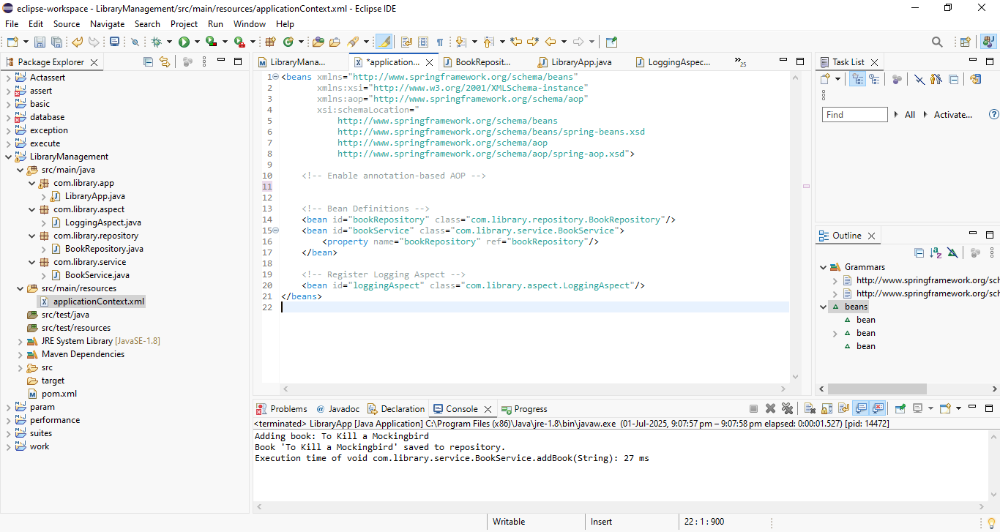 eclipse-workspace - LibraryManagement/src/main/resources/applicationContext.xml - Eclipse IDE
File Edit Source Navigate Search Project Run Window Help
Package Explorer
Actassert
assert
basic
database
exception
execute
LibraryManagement
src/main/java
com.library.app
LibraryApp.java
com.library.aspect
LoggingAspect.java
com.library.repository
BookRepository.java
com.library.service
BookService.java
src/main/resources
applicationContext.xml
src/test/java
src/test/resources
JRE System Library [JavaSE-1.8]
Maven Dependencies
src
target
pom.xml
param
performance
suites
work
LibraryMana... *application... BookReposit... LibraryApp.java LoggingAspec... »25
1 <beans xmlns="http://www.springframework.org/schema/beans"
2 xmlns:xsi="http://www.w3.org/2001/XMLSchema-instance"
3 xmlns:aop="http://www.springframework.org/schema/aop"
4 xsi:schemaLocation="
5 http://www.springframework.org/schema/beans
6 http://www.springframework.org/schema/beans/spring-beans.xsd
7 http://www.springframework.org/schema/aop
8 http://www.springframework.org/schema/aop/spring-aop.xsd">
9
10 <!-- Enable annotation-based AOP -->
11
12
13 <!-- Bean Definitions -->
14 <bean id="bookRepository" class="com.library.repository.BookRepository"/>
15 <bean id="bookService" class="com.library.service.BookService">
16 <property name="bookRepository" ref="bookRepository"/>
17 </bean>
18
19 <!-- Register Logging Aspect -->
20 <bean id="loggingAspect" class="com.library.aspect.LoggingAspect"/>
21 </beans>
22
Task List
Find All Activate...
Outline
Grammars
http://www.springframework.org/sch
http://www.springframework.org/sch
beans
bean
bean
bean
Problems Javadoc Declaration Console Progress
<terminated> LibraryApp [Java Application] C:\Program Files (x86)\Java\jre-1.8\bin\javaw.exe (01-Jul-2025, 9:07:57 pm – 9:07:58 pm elapsed: 0:00:01.527) [pid: 14472]
Adding book: To Kill a Mockingbird
Book 'To Kill a Mockingbird' saved to repository.
Execution time of void com.library.service.BookService.addBook(String): 27 ms
Writable Insert 22 : 1 : 900